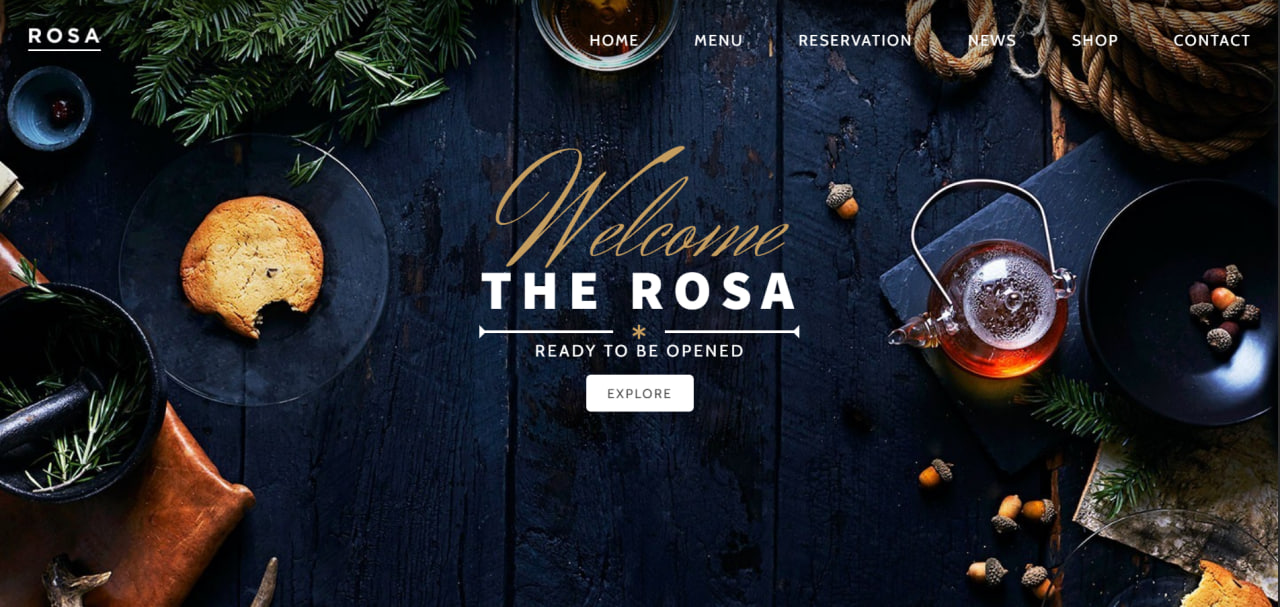 ROSA
HOME MENU RESERVATION NEWS SHOP CONTACT
Welcome
THE ROSA
*
READY TO BE OPENED
EXPLORE